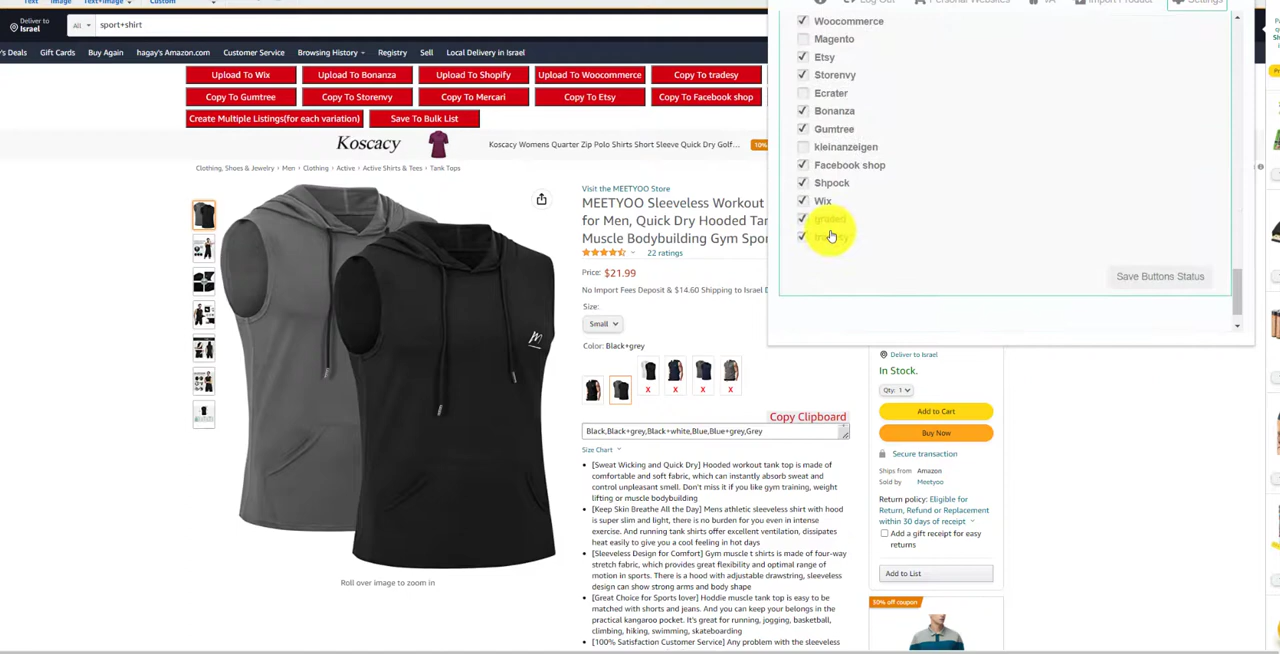 Text Image Text+Image Custom
Deliver to
Israel
All
sport+shirt
's Deals Gift Cards Buy Again hagay's Amazon.com Customer Service Browsing History Registry Sell Local Delivery in Israel
Upload To Wix Upload To Bonanza Upload To Shopify Upload To Woocommerce Copy To tradesy
Copy To Gumtree Copy To Storenvy Copy To Mercari Copy To Etsy Copy To Facebook shop
Create Multiple Listings(for each variation) Save To Bulk List
Koscacy Koscacy Womens Quarter Zip Polo Shirts Short Sleeve Quick Dry Golf... 10%
Clothing, Shoes & Jewelry › Men › Clothing › Active › Active Shirts & Tees › Tank Tops
Visit the MEETYOO Store
MEETYOO Sleeveless Workout
for Men, Quick Dry Hooded Tan
Muscle Bodybuilding Gym Spor
22 ratings
Price: $21.99
No Import Fees Deposit & $14.60 Shipping to Israel
Size:
Small
Color: Black+grey
X X X X
Copy Clipboard
Black,Black+grey,Black+white,Blue,Blue+grey,Grey
Size Chart
• [Sweat Wicking and Quick Dry] Hooded workout tank top is made of
comfortable and soft fabric, which can instantly absorb sweat and
control unpleasant smell. Don't miss it if you like gym training, weight
lifting or muscle bodybuilding
• [Keep Skin Breathe All the Day] Mens athletic sleeveless shirt with hood
is super slim and light, there is no burden for you even in intense
exercise. And running tank shirts offer excellent ventilation, dissipates
heat easily to give you a cool feeling in hot days
• [Sleeveless Design for Comfort] Gym muscle t shirts is made of four-way
stretch fabric, which provides great flexibility and optimal range of
motion in sports. There is a hood with adjustable drawstring, sleeveless
design can show strong arms and body shape
• [Great Choice for Sports lover] Hoddie muscle tank top is easy to be
matched with shorts and jeans. And you can keep your belongs in the
practical kangaroo pocket. It's great for running, jogging, basketball,
climbing, hiking, swimming, skateboarding
• [100% Satisfaction Customer Service] Any problem with the sleeveless
Roll over image to zoom in
Log Out Personal Websites VA Import Product Settings
Woocommerce
Magento
Etsy
Storenvy
Ecrater
Bonanza
Gumtree
kleinanzeigen
Facebook shop
Shpock
Wix
Save Buttons Status
Deliver to Israel
In Stock.
Qty: 1
Add to Cart
Buy Now
Secure transaction
Ships from Amazon
Sold by Meetyoo
Return policy: Eligible for
Return, Refund or Replacement
within 30 days of receipt
Add a gift receipt for easy
returns
Add to List
30% off coupon